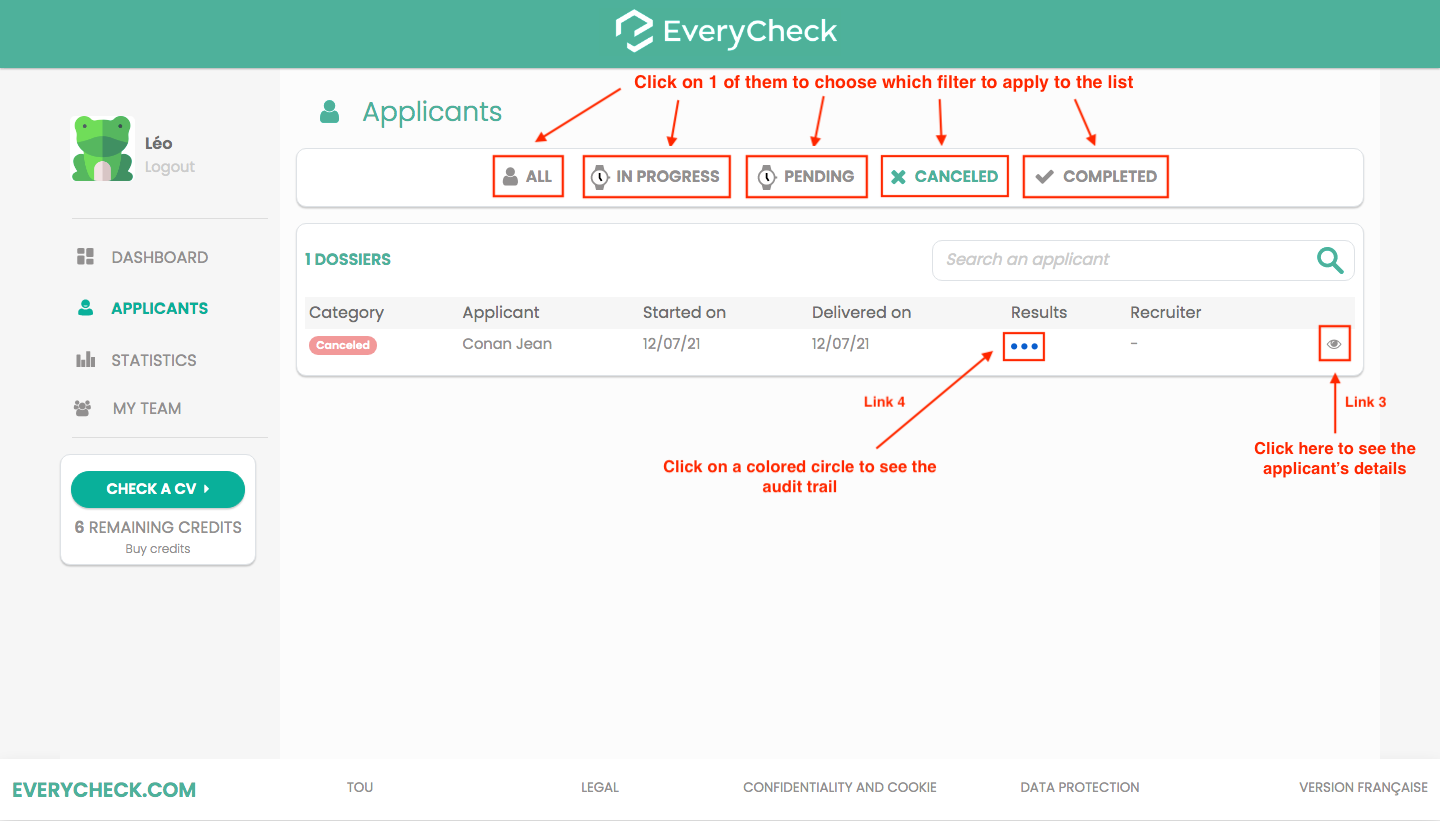 EveryCheck
Click on 1 of them to choose which filter to apply to the list
Applicants
Léo
Logout
ALL
IN PROGRESS
PENDING
CANCELED
COMPLETED
DASHBOARD
APPLICANTS
STATISTICS
MY TEAM
CHECK A CV
6 REMAINING CREDITS
Buy credits
1 DOSSIERS
Search an applicant
Category Applicant Started on Delivered on Results Recruiter
Canceled Conan Jean 12/07/21 12/07/21 -
Link 4
Link 3
Click on a colored circle to see the
audit trail
Click here to see the
applicant's details
EVERYCHECK.COM
TOU
LEGAL
CONFIDENTIALITY AND COOKIE
DATA PROTECTION
VERSION FRANÇAISE